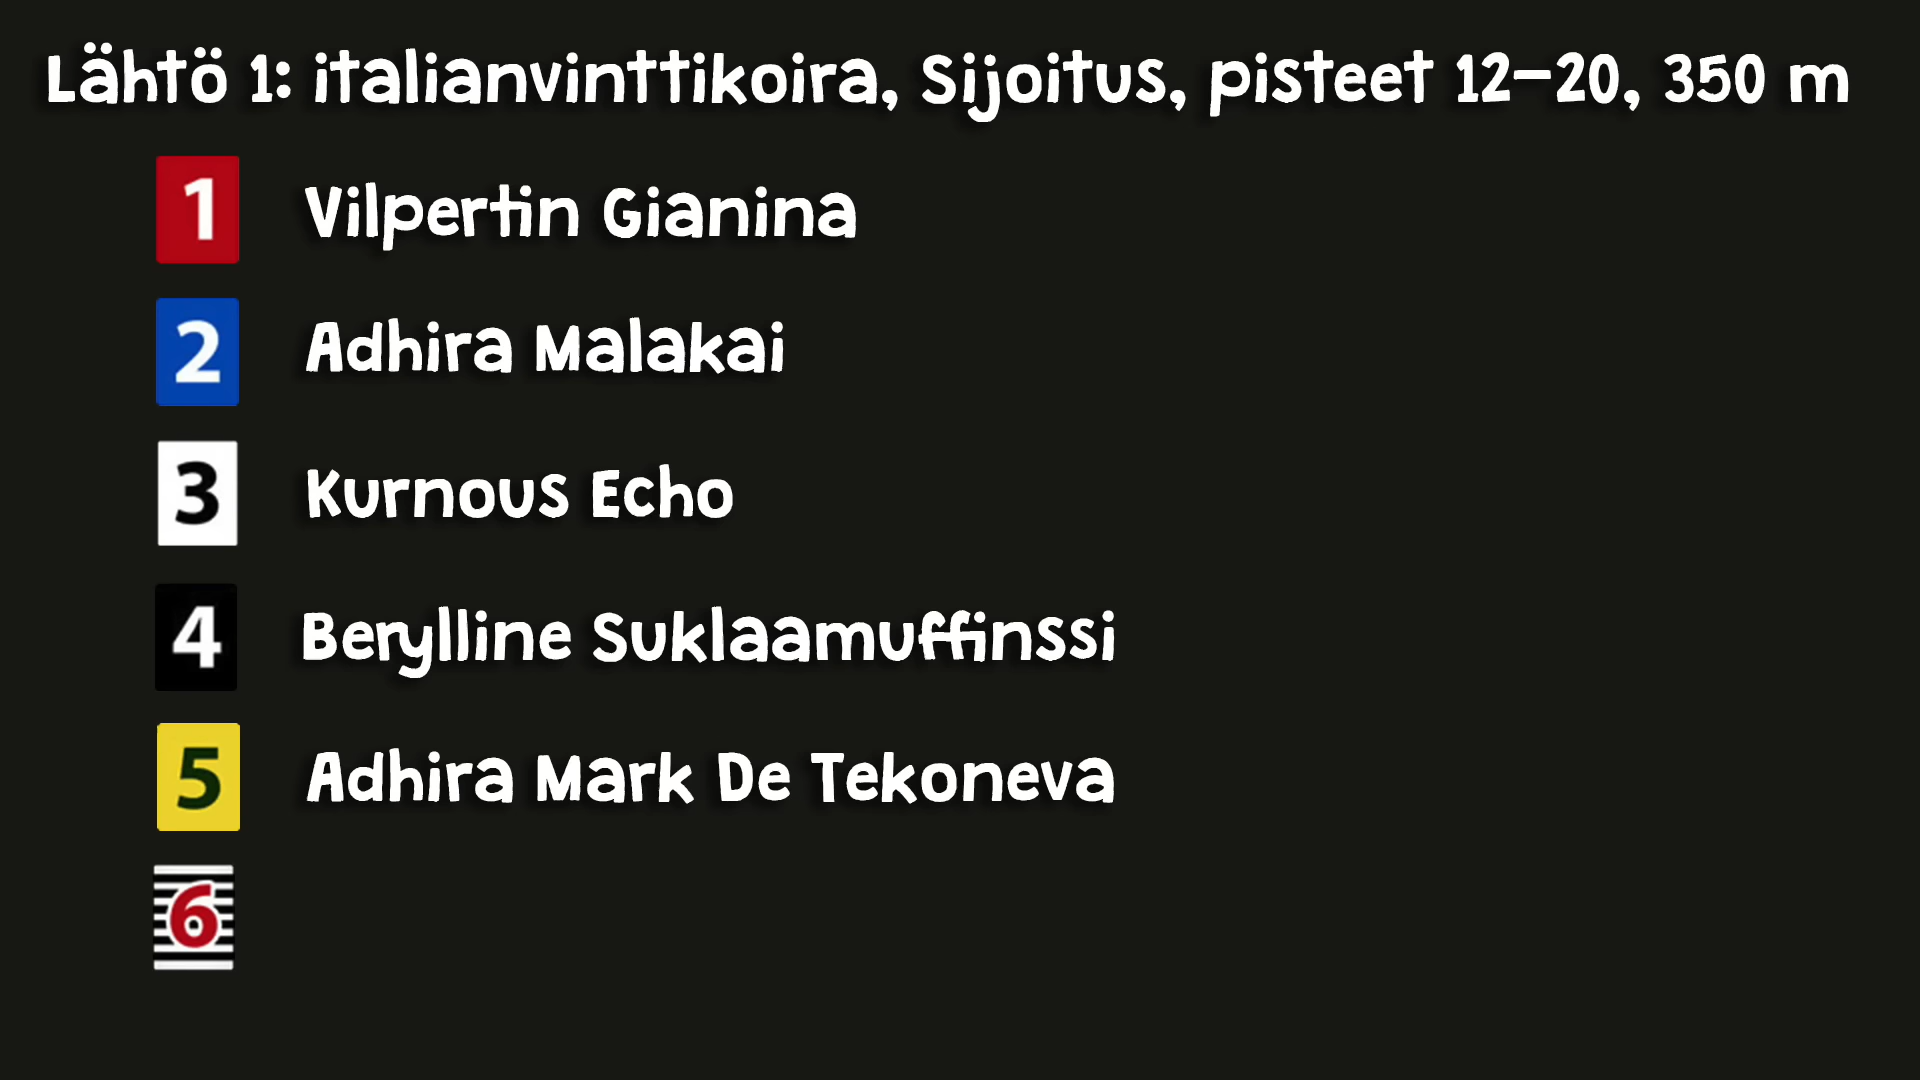 Lähtö 1: italianvinttikoira, Sijoitus, pisteet 12-20, 350 m
1 Vilpertin Gianina
2 Adhira Malakai
3 Kurnous Echo
4 Berylline Suklaamuffinssi
5 Adhira Mark De Tekoneva
6